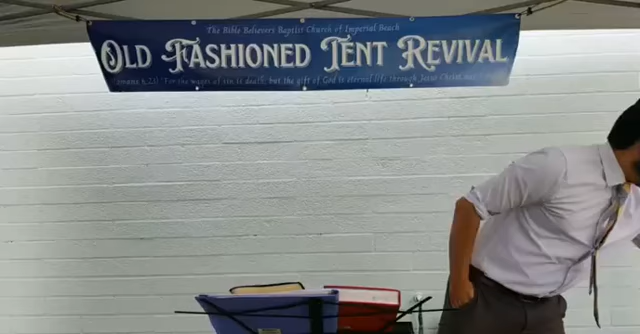 The Bible Believers Baptist Church of Imperial Beach
OLD FASHIONED TENT REVIVAL
"For the wages of sin is death; but the gift of God is eternal life through Jesus Christ